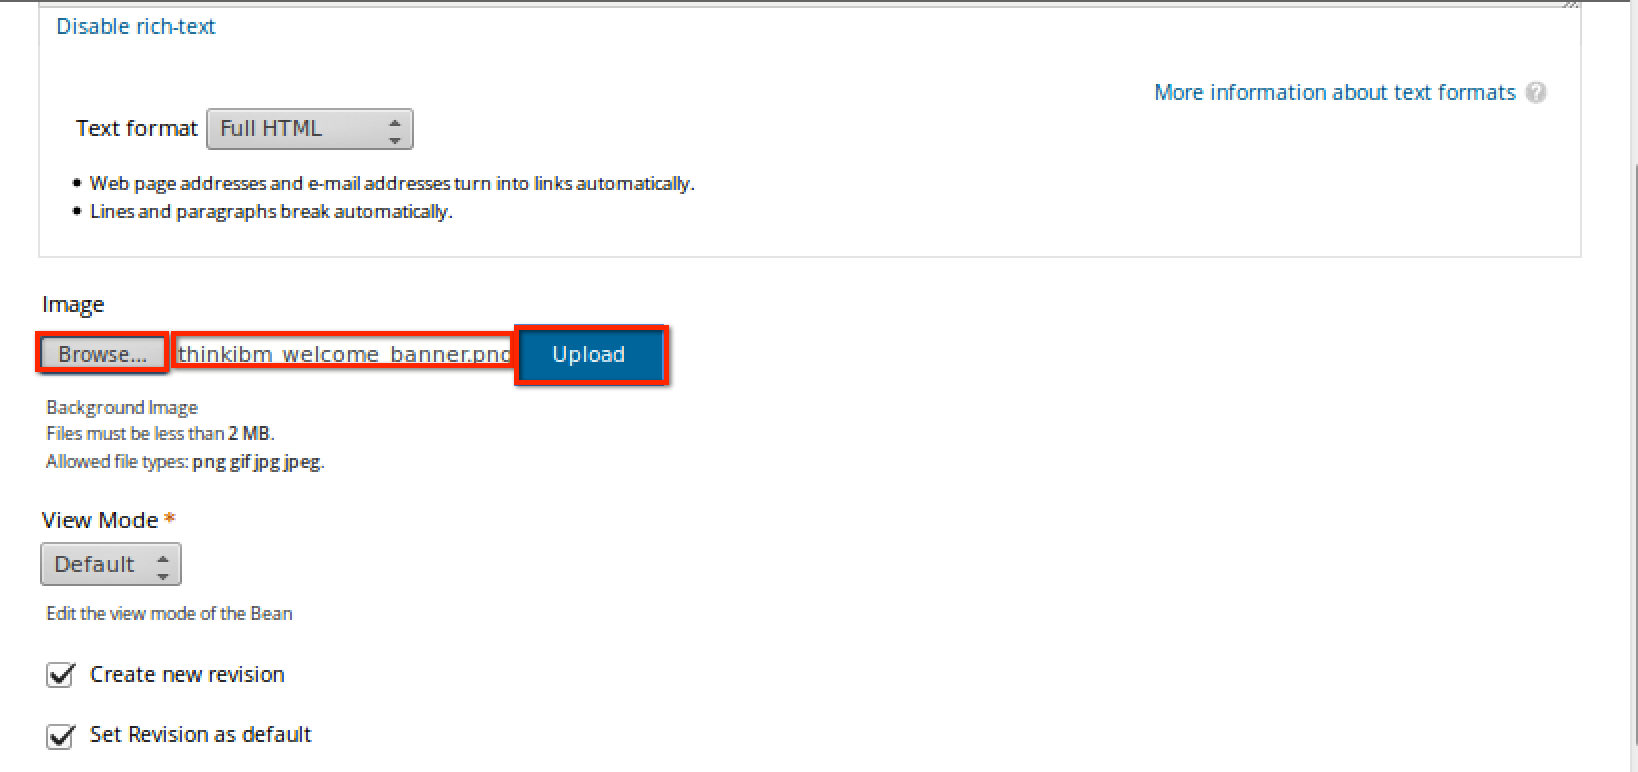 Disable rich-text
More information about text formats ?
Text format Full HTML
• Web page addresses and e-mail addresses turn into links automatically.
• Lines and paragraphs break automatically.
Image
Browse... thinkibm_welcome_banner.png Upload
Background Image
Files must be less than 2 MB.
Allowed file types: png gif jpg jpeg.
View Mode *
Default
Edit the view mode of the Bean
Create new revision
Set Revision as default